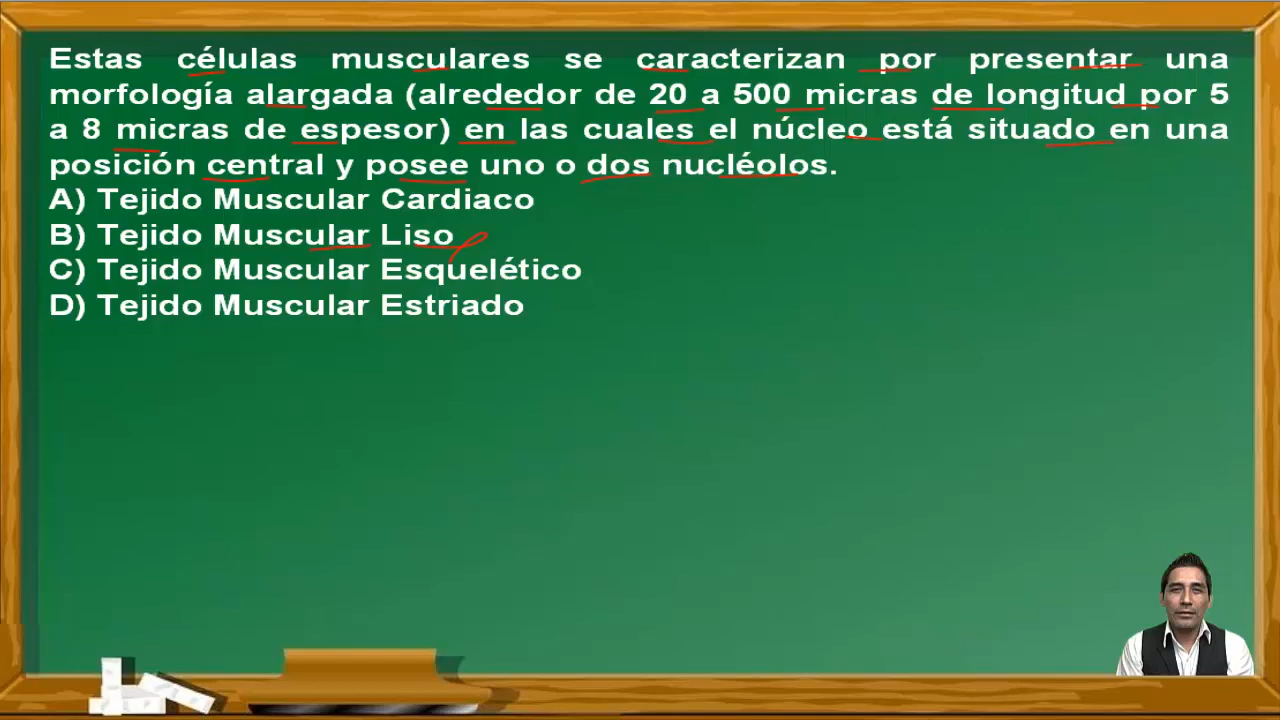 Estas células musculares se caracterizan por presentar una
morfología alargada (alrededor de 20 a 500 micras de longitud por 5
a 8 micras de espesor) en las cuales el núcleo está situado en una
posición central y posee uno o dos nucléolos.
A) Tejido Muscular Cardiaco
B) Tejido Muscular Liso
C) Tejido Muscular Esquelético
D) Tejido Muscular Estriado